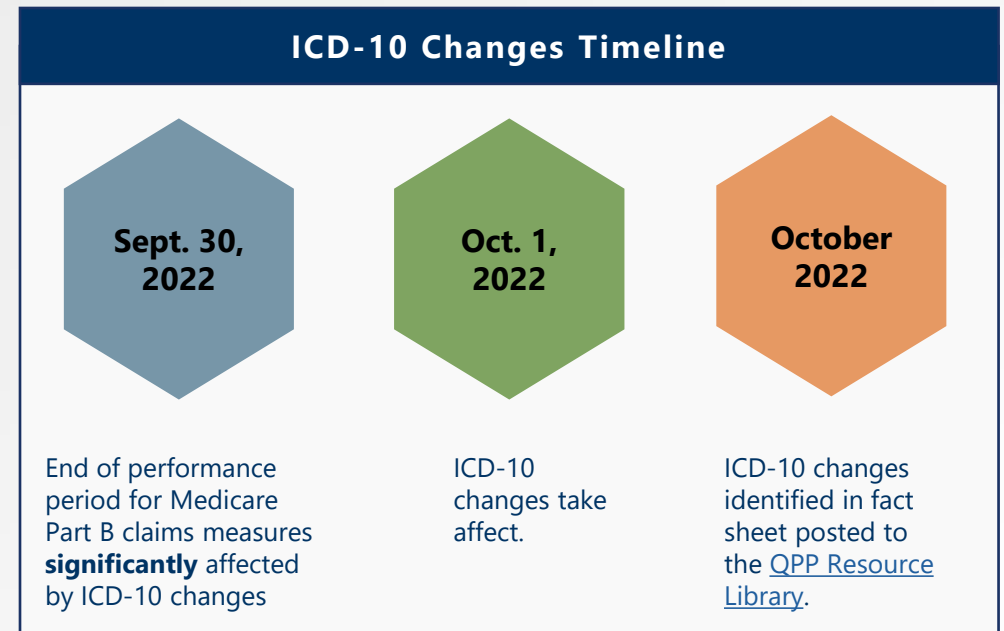 ICD-10 Changes Timeline
Sept. 30,
2022
Oct. 1,
2022
October
2022
End of performance
period for Medicare
Part B claims measures
significantly affected
by ICD-10 changes
ICD-10
changes take
affect.
ICD-10 changes
identified in fact
sheet posted to
the QPP Resource
Library.